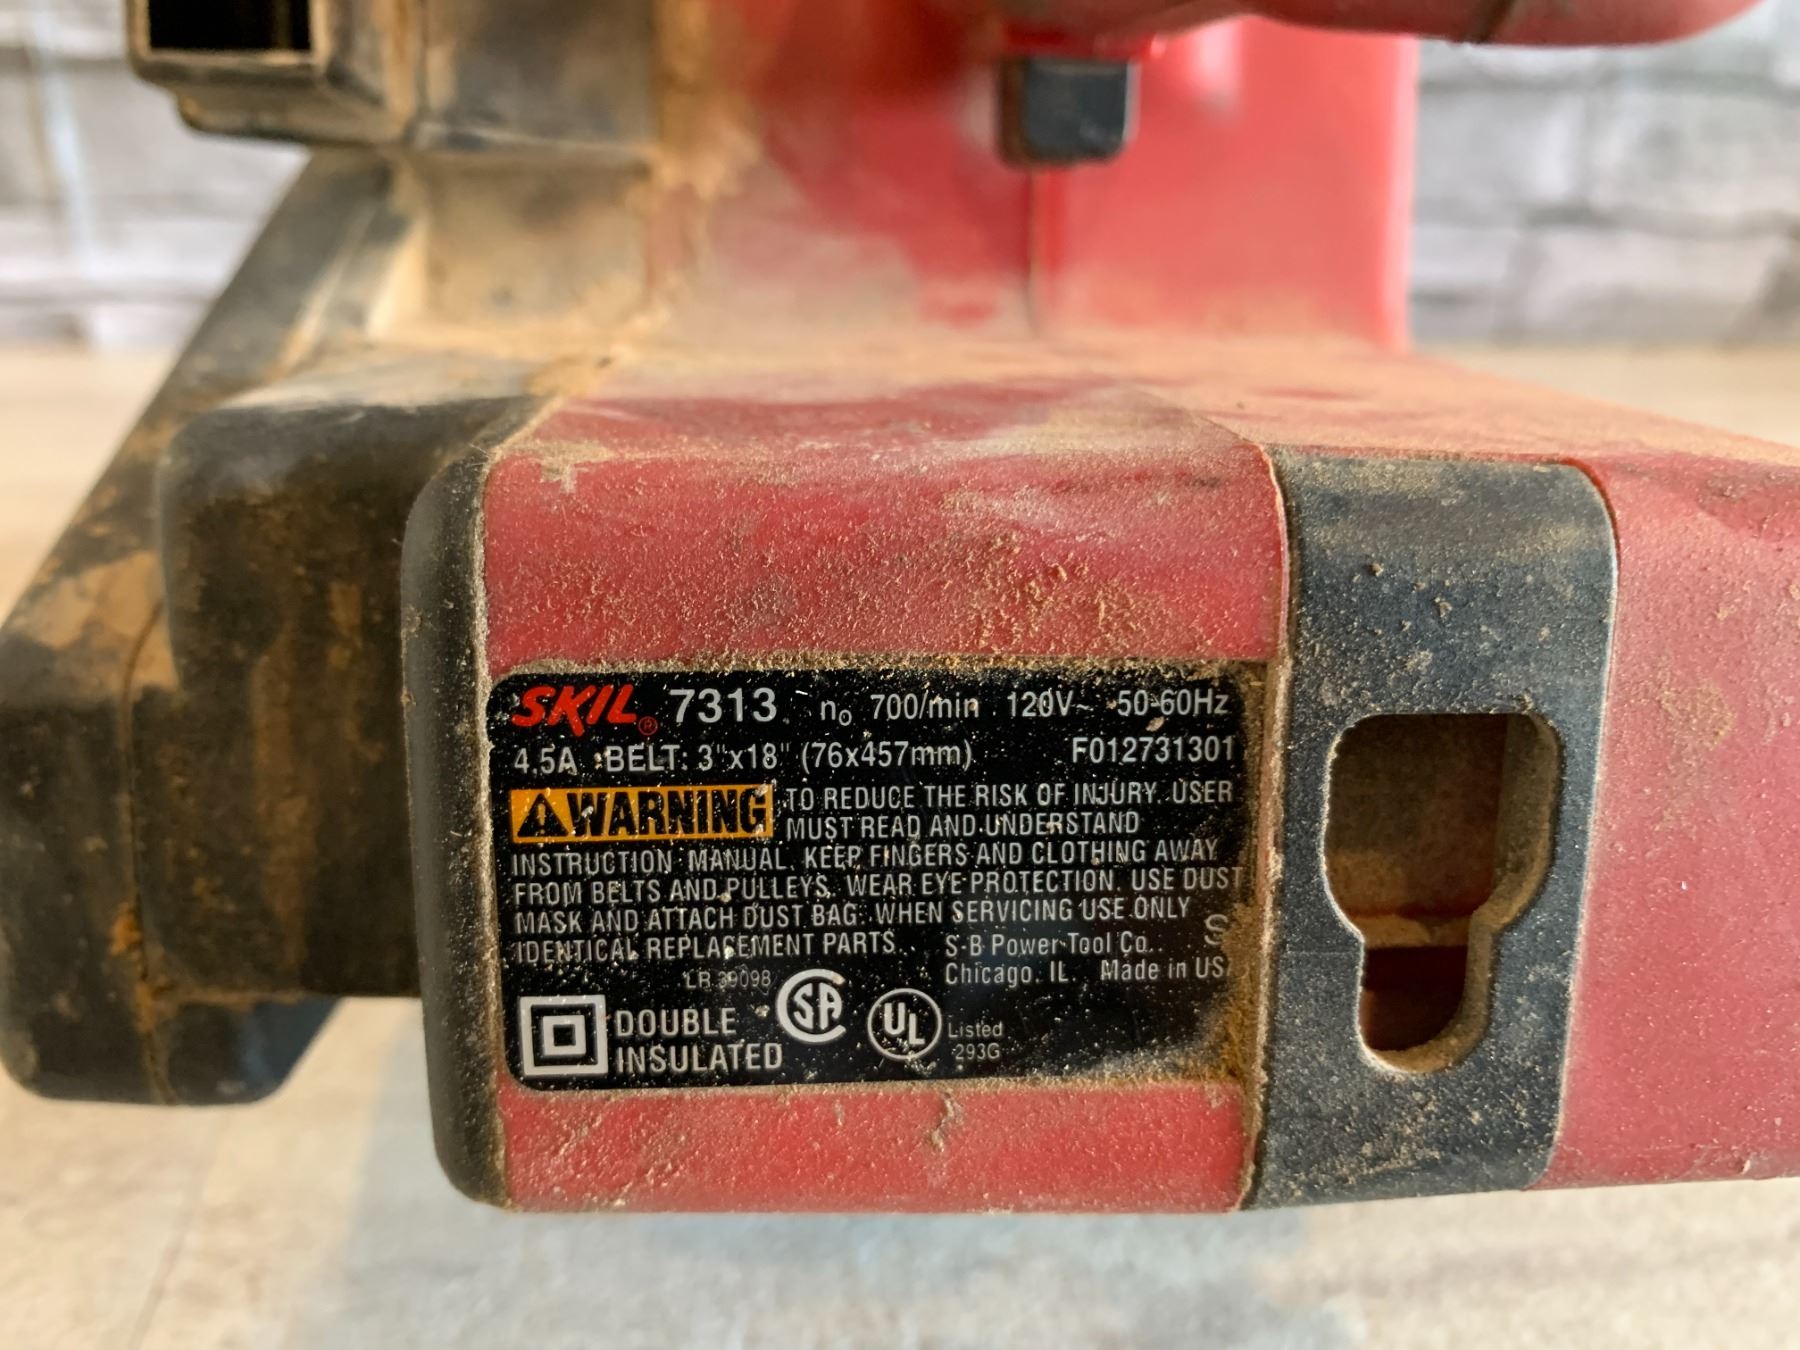 SKIL® 7313 n₀ 700/min 120V~ 50-60Hz
4.5A BELT: 3"x18" (76x457mm) F012731301
WARNING TO REDUCE THE RISK OF INJURY. USER
MUST READ AND UNDERSTAND
INSTRUCTION MANUAL. KEEP FINGERS AND CLOTHING AWAY
FROM BELTS AND PULLEYS. WEAR EYE PROTECTION. USE DUST
MASK AND ATTACH DUST BAG. WHEN SERVICING USE ONLY
IDENTICAL REPLACEMENT PARTS. S-B Power Tool Co. S
LR 39098 Chicago. IL Made in US
DOUBLE
INSULATED
SA
UL Listed
293G